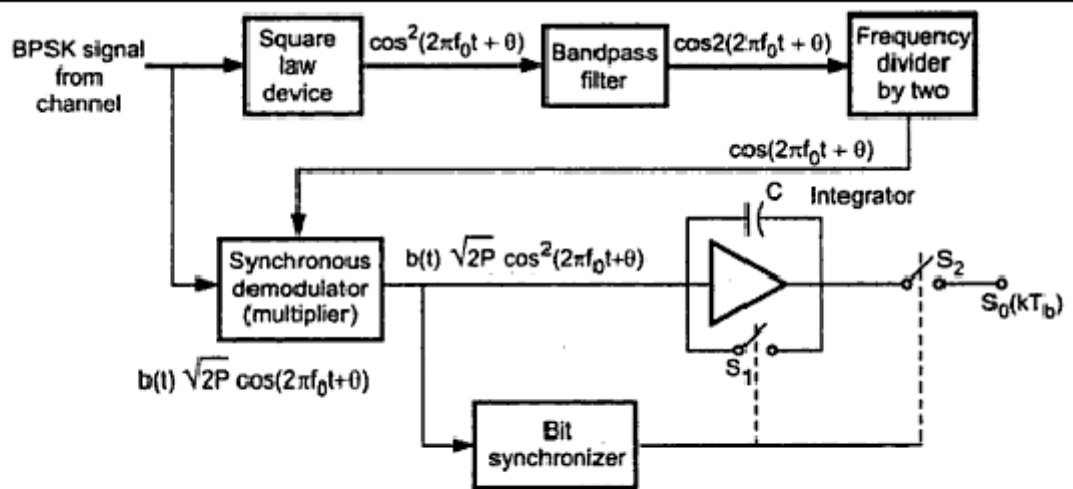 BPSK signal
from
channel
Square
law
device
cos²(2πf₀t + θ)
Bandpass
filter
cos2(2πf₀t + θ)
Frequency
divider
by two
cos(2πf₀t + θ)
Synchronous
demodulator
(multiplier)
b(t) √2P cos²(2πf₀t+θ)
C
Integrator
S₁
S₂
S₀(kTb)
b(t) √2P cos(2πf₀t+θ)
Bit
synchronizer